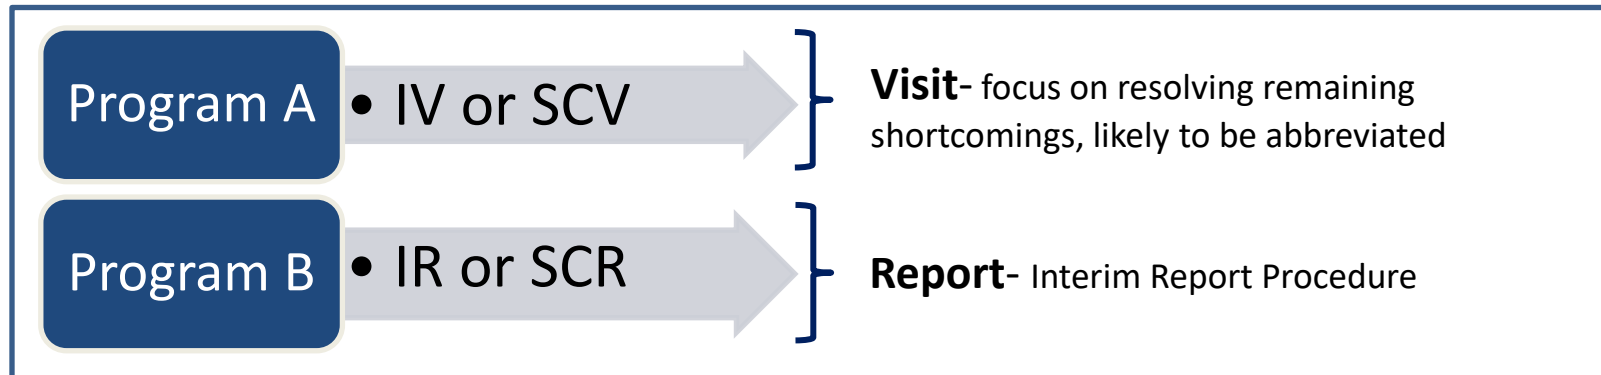 Program A
• IV or SCV
Visit- focus on resolving remaining
shortcomings, likely to be abbreviated
Program B
• IR or SCR
Report- Interim Report Procedure